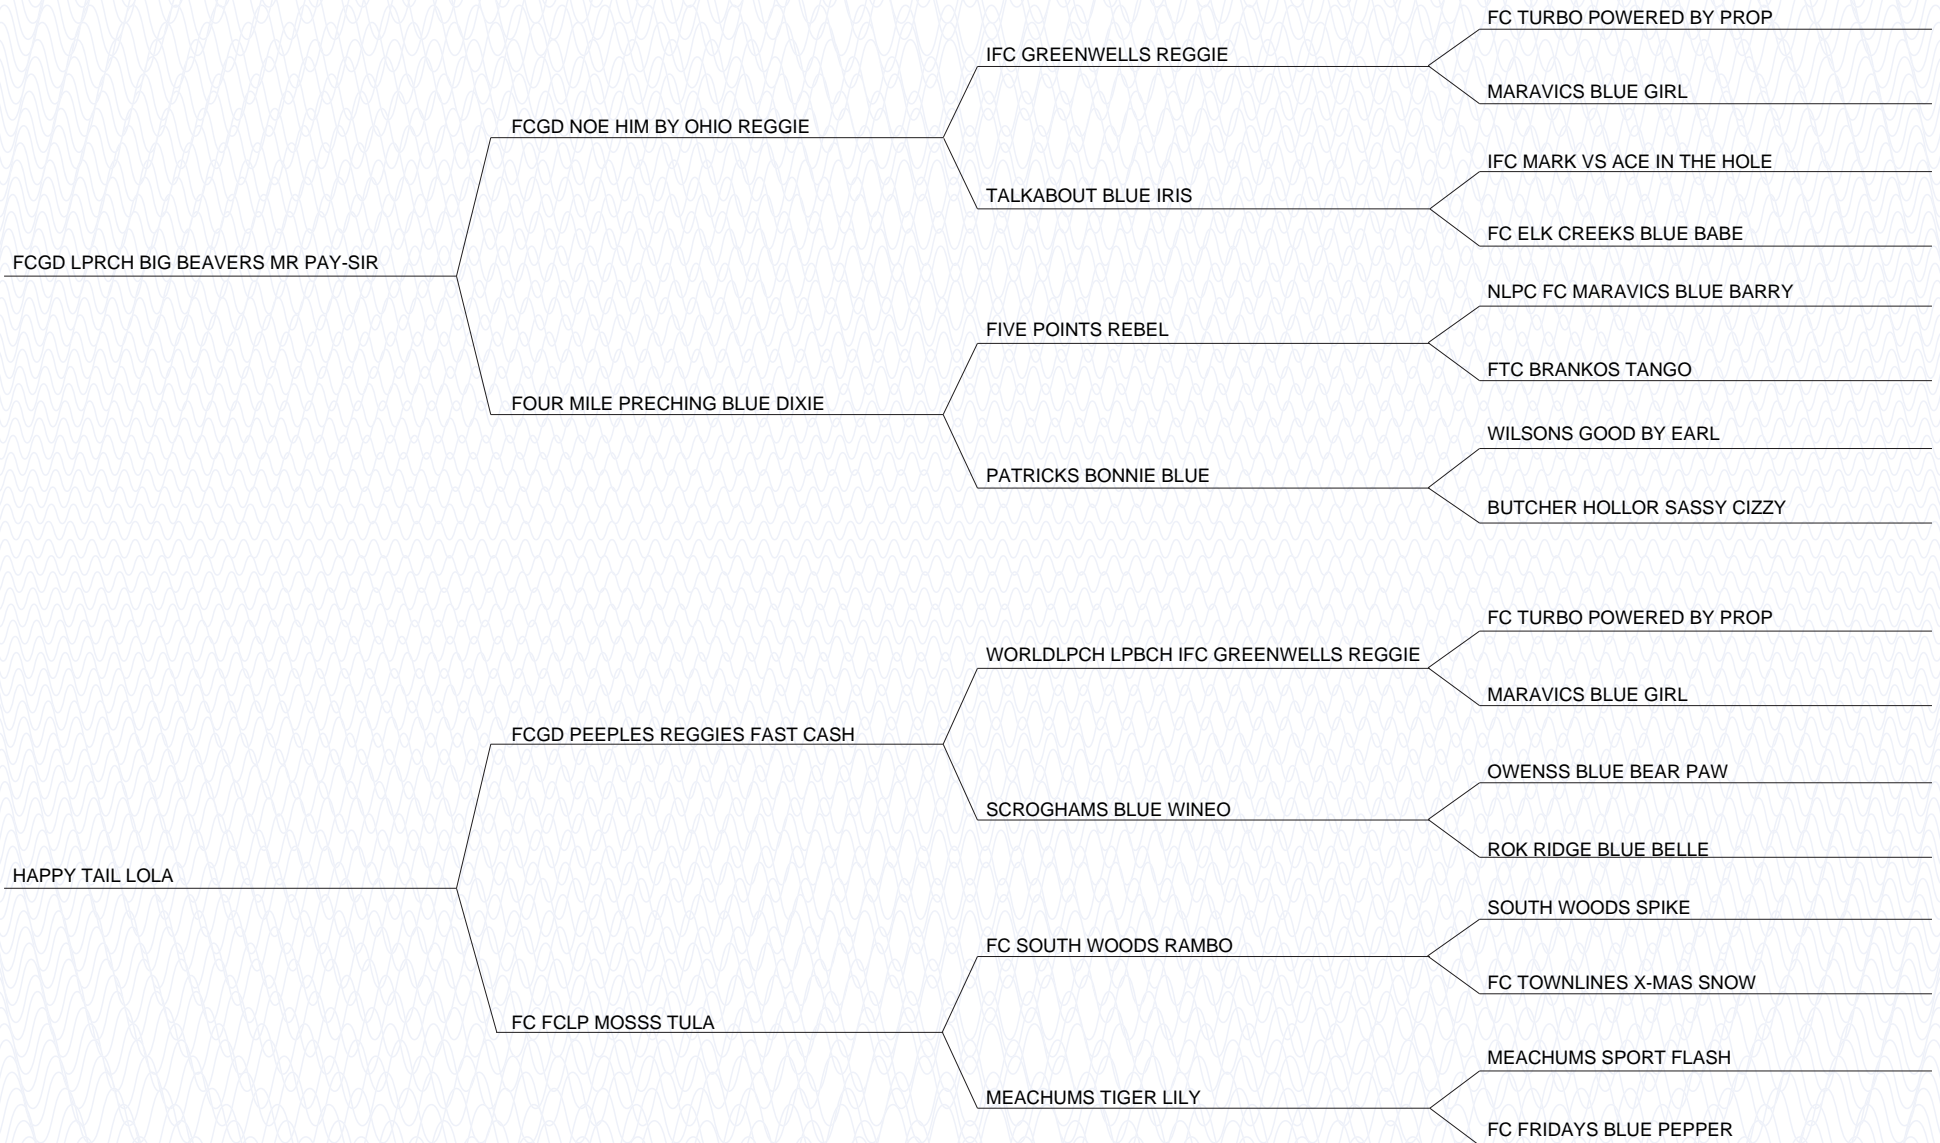 FC TURBO POWERED BY PROP
IFC GREENWELLS REGGIE
MARAVICS BLUE GIRL
FCGD NOE HIM BY OHIO REGGIE
IFC MARK VS ACE IN THE HOLE
TALKABOUT BLUE IRIS
FC ELK CREEKS BLUE BABE
FCGD LPRCH BIG BEAVERS MR PAY-SIR
NLPC FC MARAVICS BLUE BARRY
FIVE POINTS REBEL
FTC BRANKOS TANGO
FOUR MILE PRECHING BLUE DIXIE
WILSONS GOOD BY EARL
PATRICKS BONNIE BLUE
BUTCHER HOLLOR SASSY CIZZY
FC TURBO POWERED BY PROP
WORLDLPCH LPBCH IFC GREENWELLS REGGIE
MARAVICS BLUE GIRL
FCGD PEEPLES REGGIES FAST CASH
OWENSS BLUE BEAR PAW
SCROGHAMS BLUE WINEO
ROK RIDGE BLUE BELLE
HAPPY TAIL LOLA
SOUTH WOODS SPIKE
FC SOUTH WOODS RAMBO
FC TOWNLINES X-MAS SNOW
FC FCLP MOSSS TULA
MEACHUMS SPORT FLASH
MEACHUMS TIGER LILY
FC FRIDAYS BLUE PEPPER